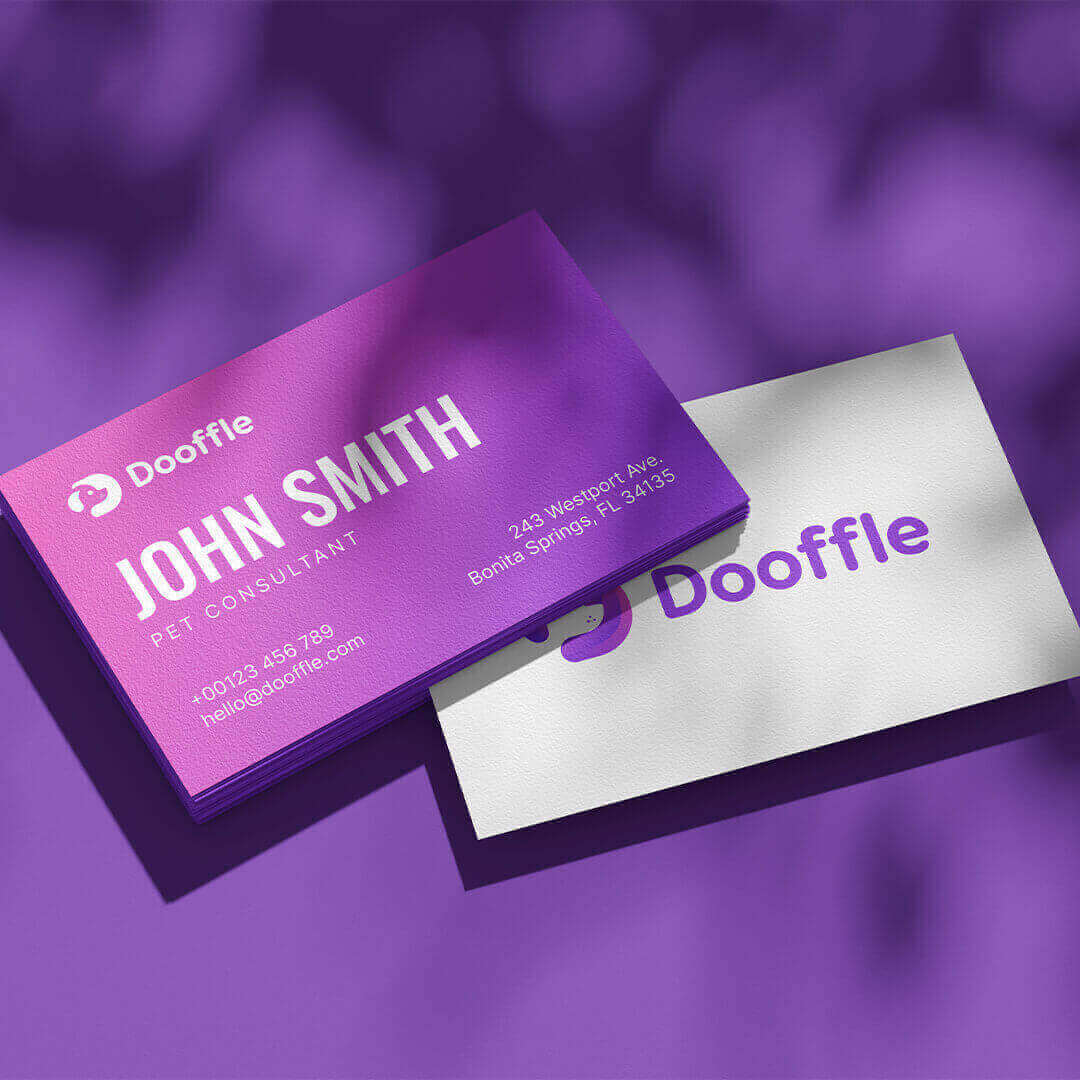 Dooffle
JOHN SMITH
PET CONSULTANT
+00123 456 789
hello@dooffle.com
243 Westport Ave.
Bonita Springs, FL 34135
Dooffle